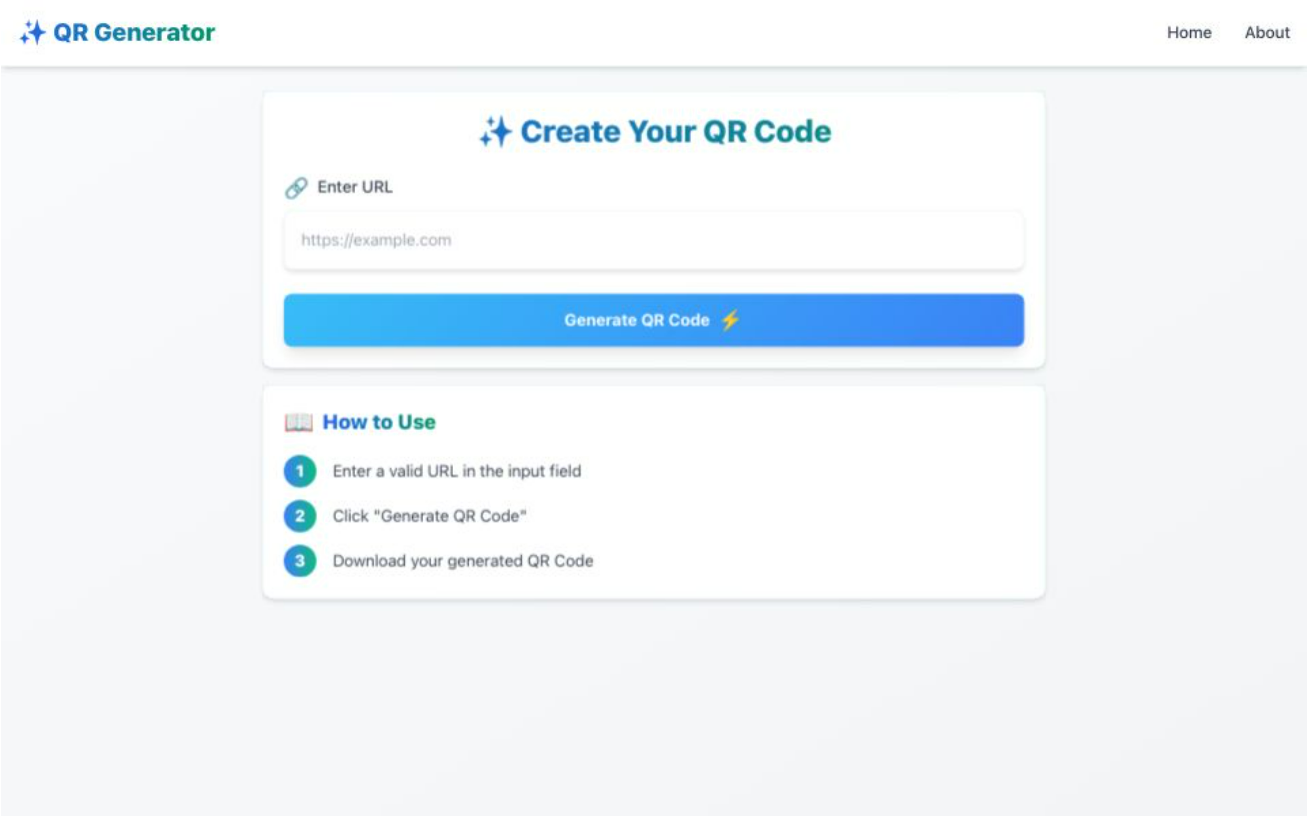 ✨ QR Generator
Home
About
✨ Create Your QR Code
🔗 Enter URL
https://example.com
Generate QR Code ⚡
📖 How to Use
1 Enter a valid URL in the input field
2 Click "Generate QR Code"
3 Download your generated QR Code